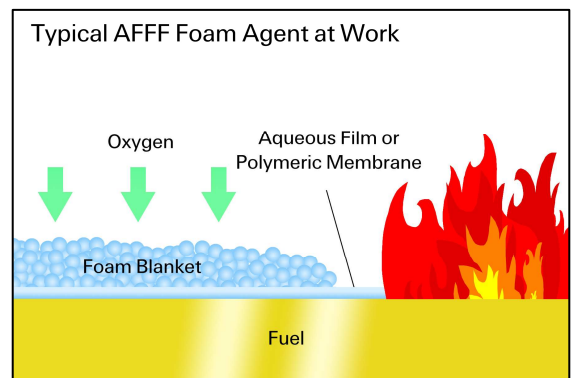 Typical AFFF Foam Agent at Work
Oxygen
Aqueous Film or
Polymeric Membrane
Foam Blanket
Fuel